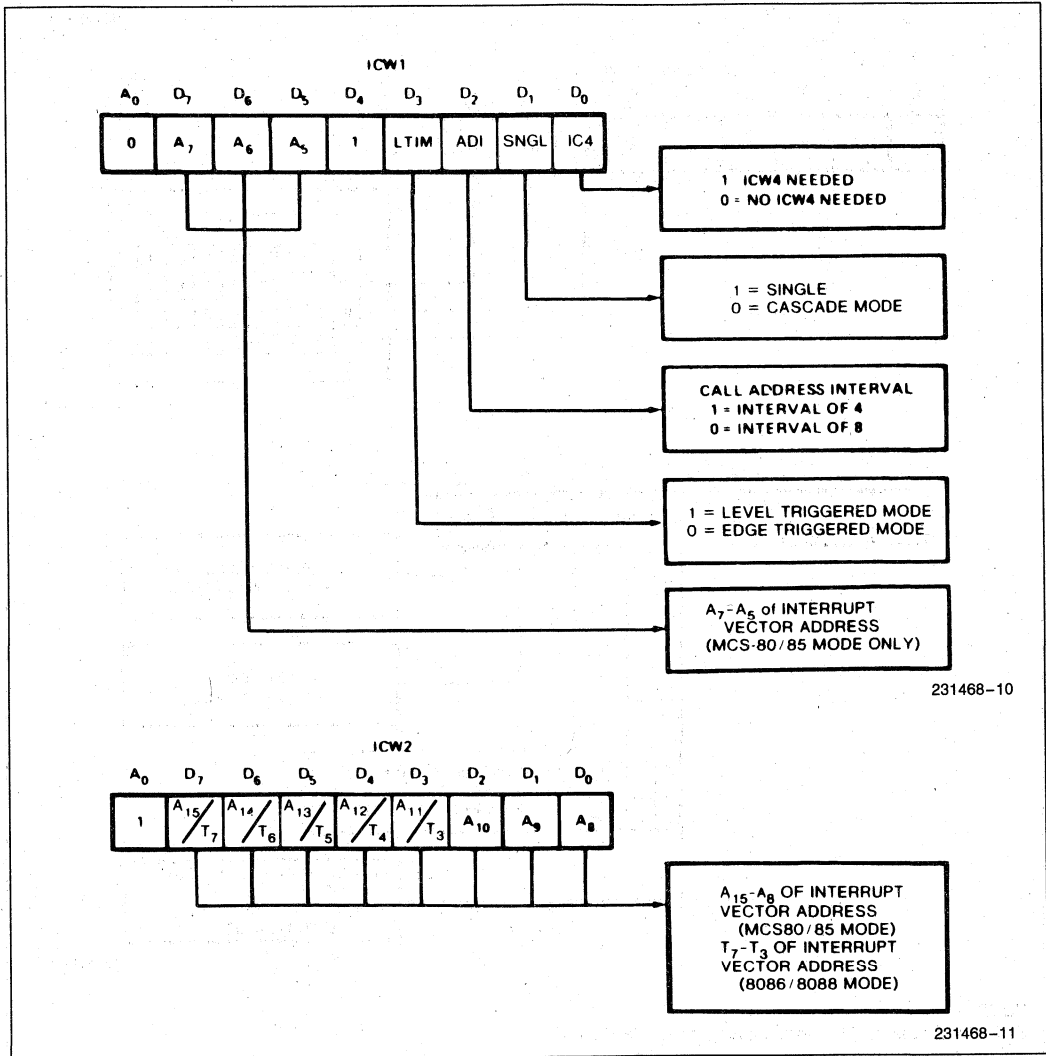 ICW1
A0 D7 D6 D5 D4 D3 D2 D1 D0
0 A7 A6 A5 1 LTIM ADI SNGL IC4
1 ICW4 NEEDED
0 = NO ICW4 NEEDED
1 = SINGLE
0 = CASCADE MODE
CALL ADDRESS INTERVAL
1 = INTERVAL OF 4
0 = INTERVAL OF 8
1 = LEVEL TRIGGERED MODE
0 = EDGE TRIGGERED MODE
A7-A5 of INTERRUPT
VECTOR ADDRESS
(MCS-80/85 MODE ONLY)
231468-10
ICW2
A0 D7 D6 D5 D4 D3 D2 D1 D0
1 A15/T7 A14/T6 A13/T5 A12/T4 A11/T3 A10 A9 A8
A15-A8 OF INTERRUPT
VECTOR ADDRESS
(MCS80/85 MODE)
T7-T3 OF INTERRUPT
VECTOR ADDRESS
(8086/8088 MODE)
231468-11